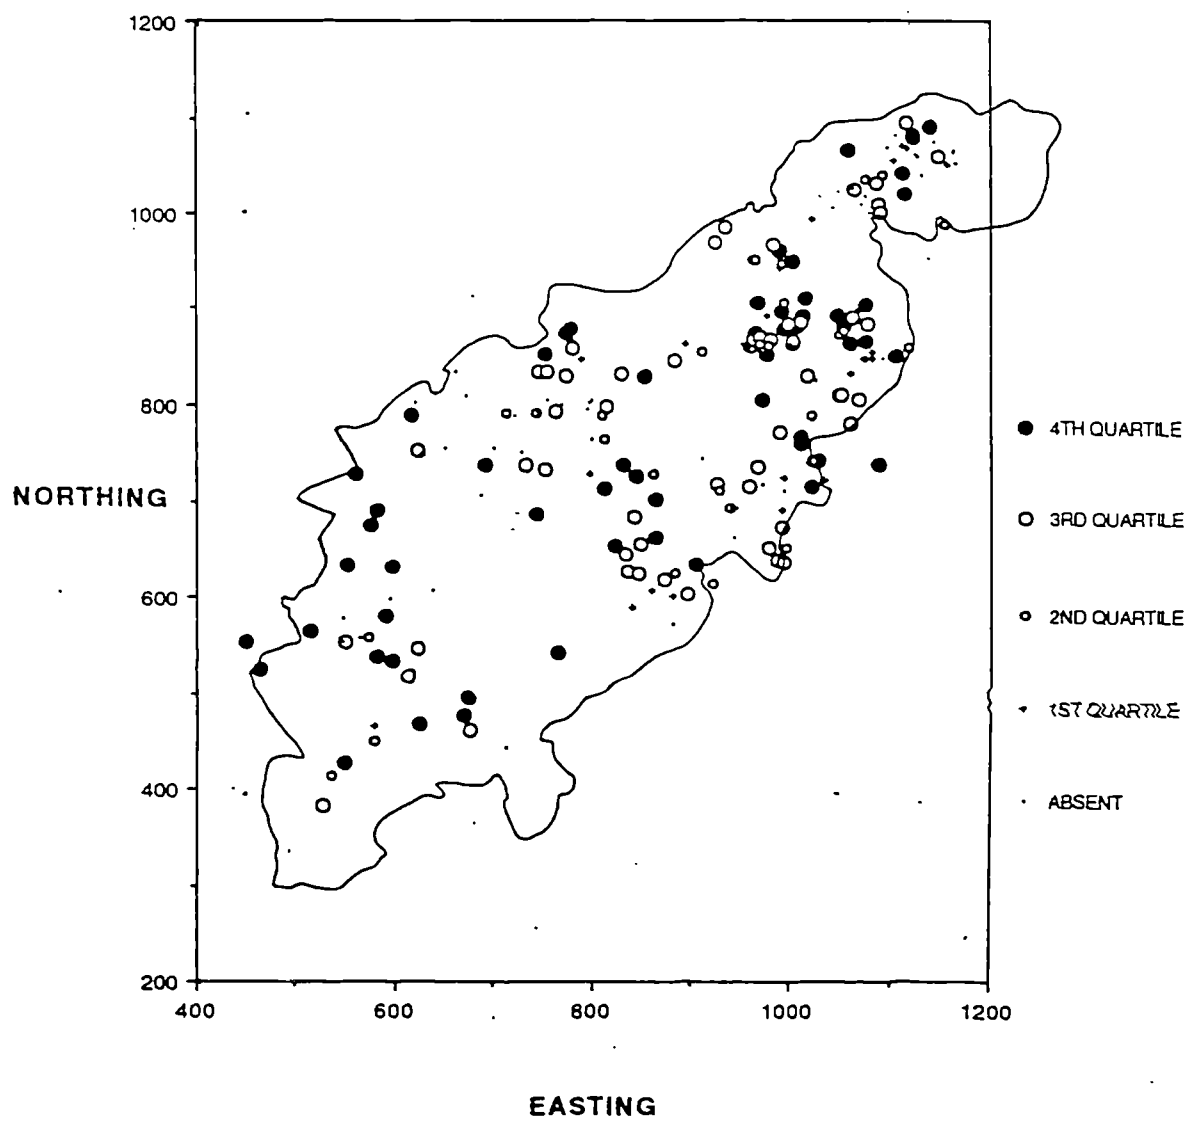 1200
1000
800
NORTHING
600
400
200
400 600 800 1000 1200
EASTING
4TH QUARTILE
3RD QUARTILE
2ND QUARTILE
1ST QUARTILE
ABSENT